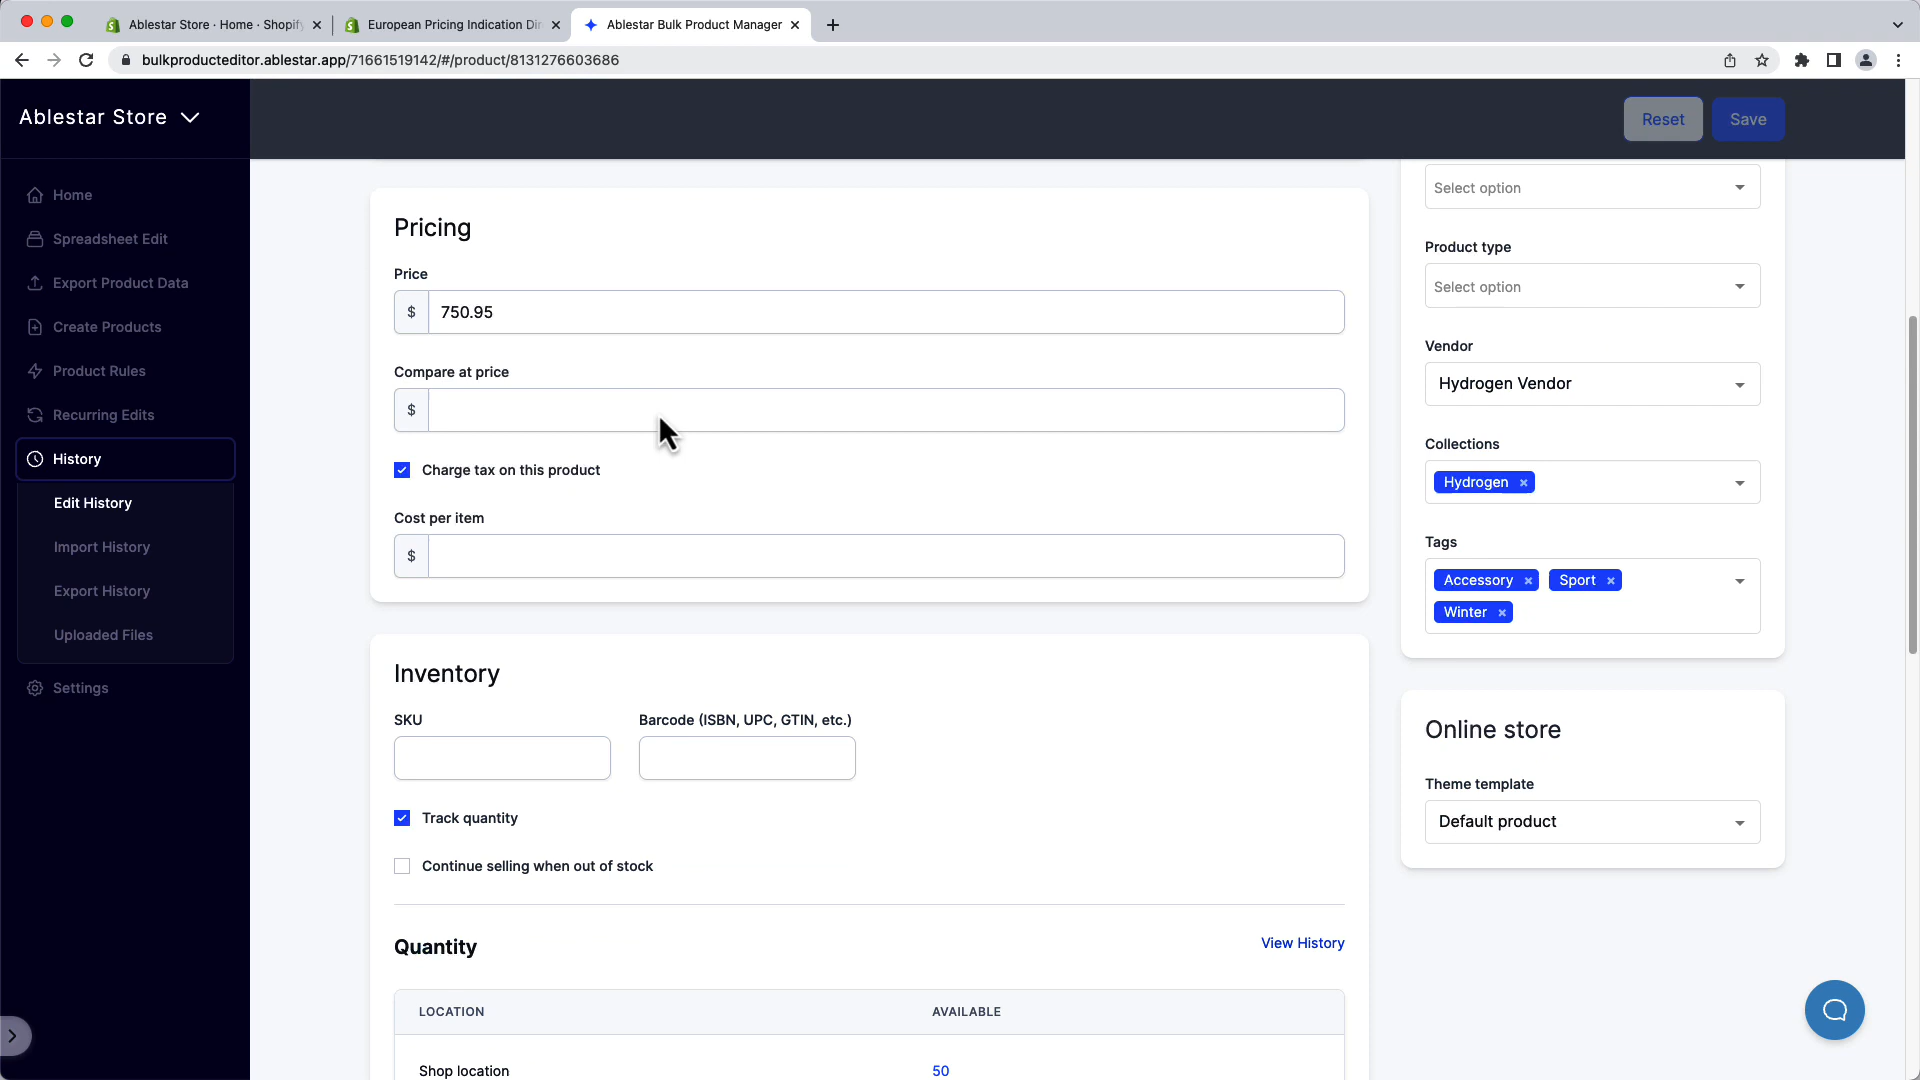 Ablestar Store · Home · Shopify
European Pricing Indication Dir
Ablestar Bulk Product Manager
bulkproducteditor.ablestar.app/71661519142/#/product/8131276603686
Ablestar Store
Reset
Save
Home
Spreadsheet Edit
Export Product Data
Create Products
Product Rules
Recurring Edits
History
Edit History
Import History
Export History
Uploaded Files
Settings
Pricing
Price
$ 750.95
Compare at price
$
Charge tax on this product
Cost per item
$
Inventory
SKU
Barcode (ISBN, UPC, GTIN, etc.)
Track quantity
Continue selling when out of stock
Quantity
View History
LOCATION
AVAILABLE
Shop location
50
Select option
Product type
Select option
Vendor
Hydrogen Vendor
Collections
Hydrogen ×
Tags
Accessory × Sport ×
Winter ×
Online store
Theme template
Default product